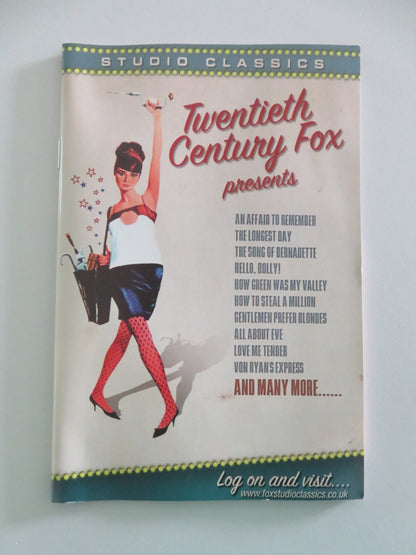 STUDIO CLASSICS
Twentieth
Century Fox
presents
AN AFFAID TO REMEMBER
THE LONGEST DAY
THE SONG OF BERNADETTE
HELLO, DOLLY!
HOW GREEN WAS MY VALLEY
HOW TO STEAL A MILLION
GENTLEMEN PREFER BLONDES
ALL ABOUT EVE
LOVE ME TENDER
VON RYAN'S EXPRESS
AND MANY MORE......
Log on and visit....
www.foxstudioclassics.co.uk